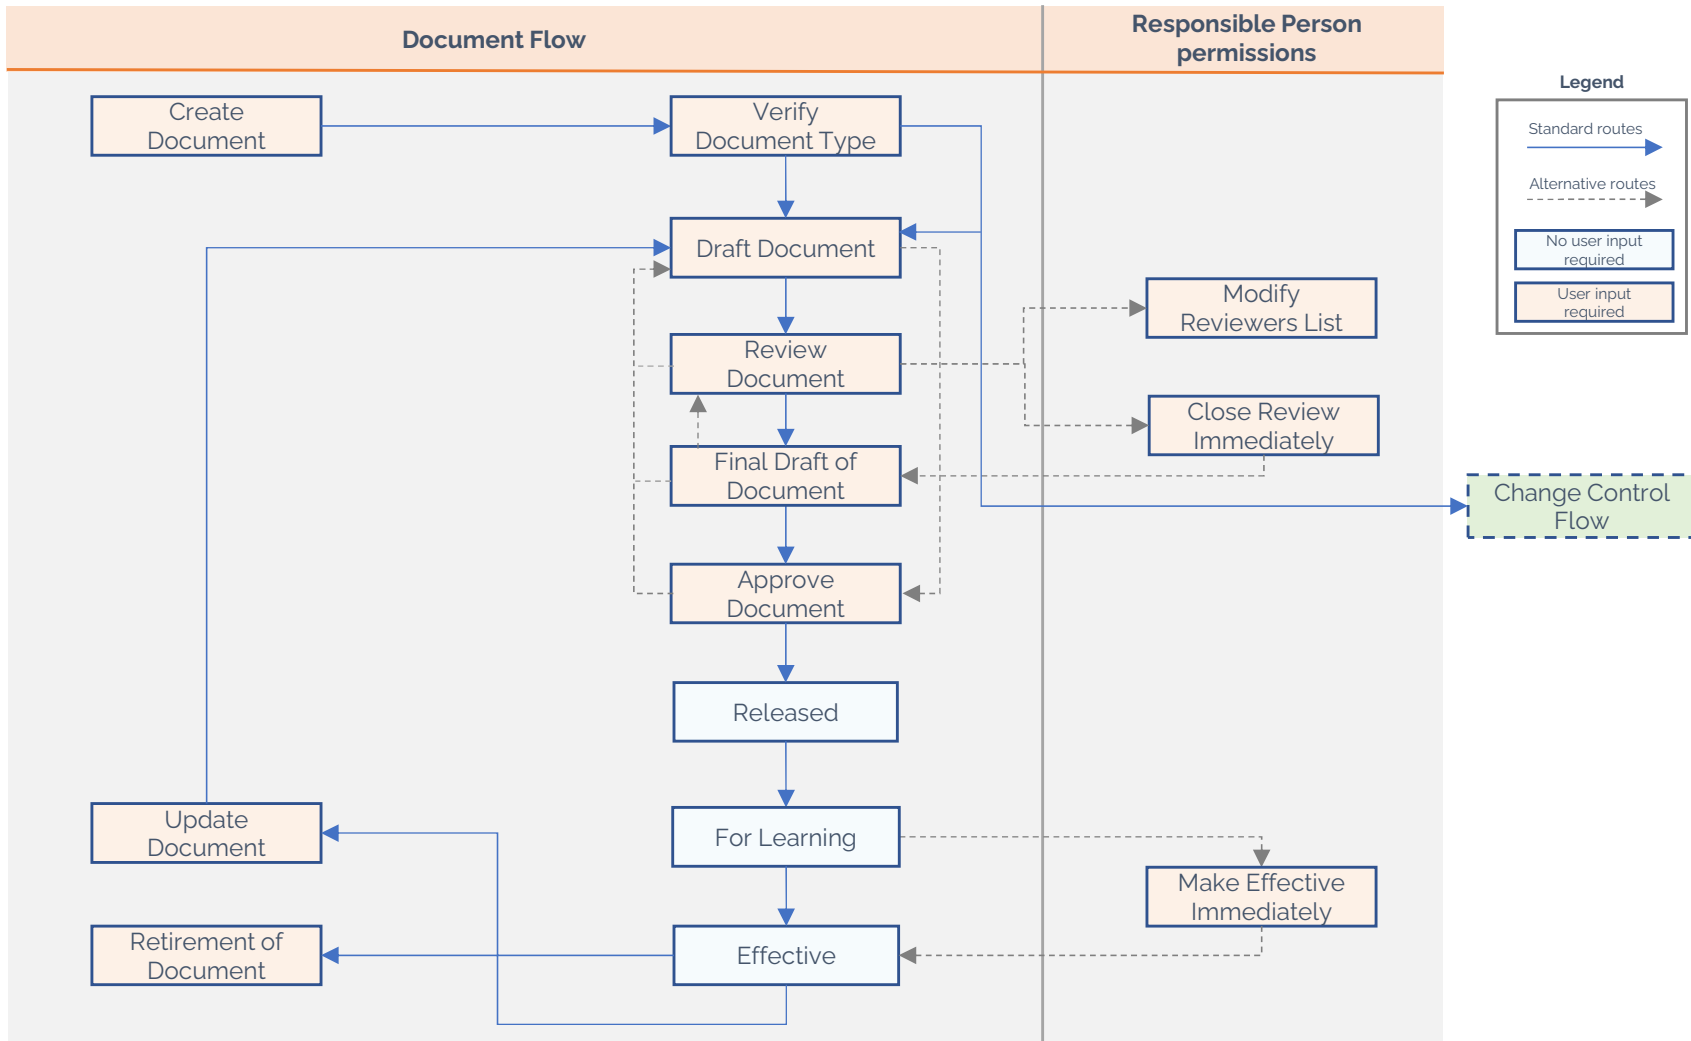 Document Flow
Responsible Person
permissions
Legend
Create
Document
Verify
Document Type
Standard routes
Alternative routes
No user input
required
User input
required
Draft Document
Modify
Reviewers List
Review
Document
Close Review
Immediately
Final Draft of
Document
Change Control
Flow
Approve
Document
Released
Update
Document
For Learning
Make Effective
Immediately
Retirement of
Document
Effective